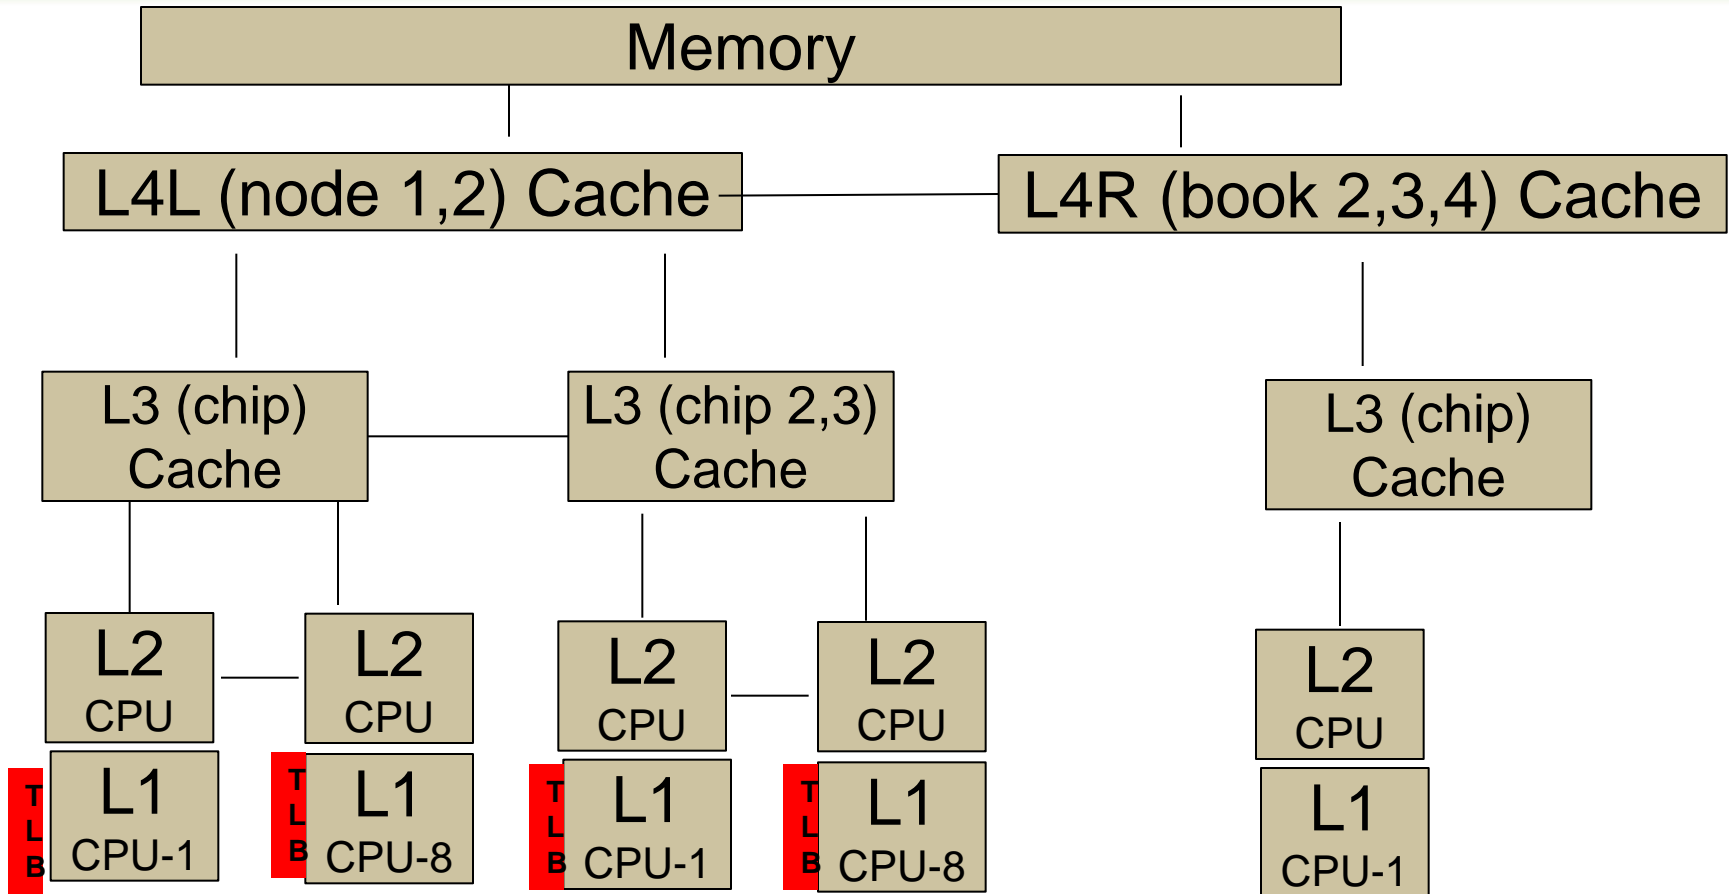 Memory
L4L (node 1,2) Cache
L4R (book 2,3,4) Cache
L3 (chip)
Cache
L3 (chip 2,3)
Cache
L3 (chip)
Cache
L2
CPU
L2
CPU
L2
CPU
L2
CPU
L2
CPU
T
L
B
L1
CPU-1
T
L
B
L1
CPU-8
T
L
B
L1
CPU-1
T
L
B
L1
CPU-8
L1
CPU-1